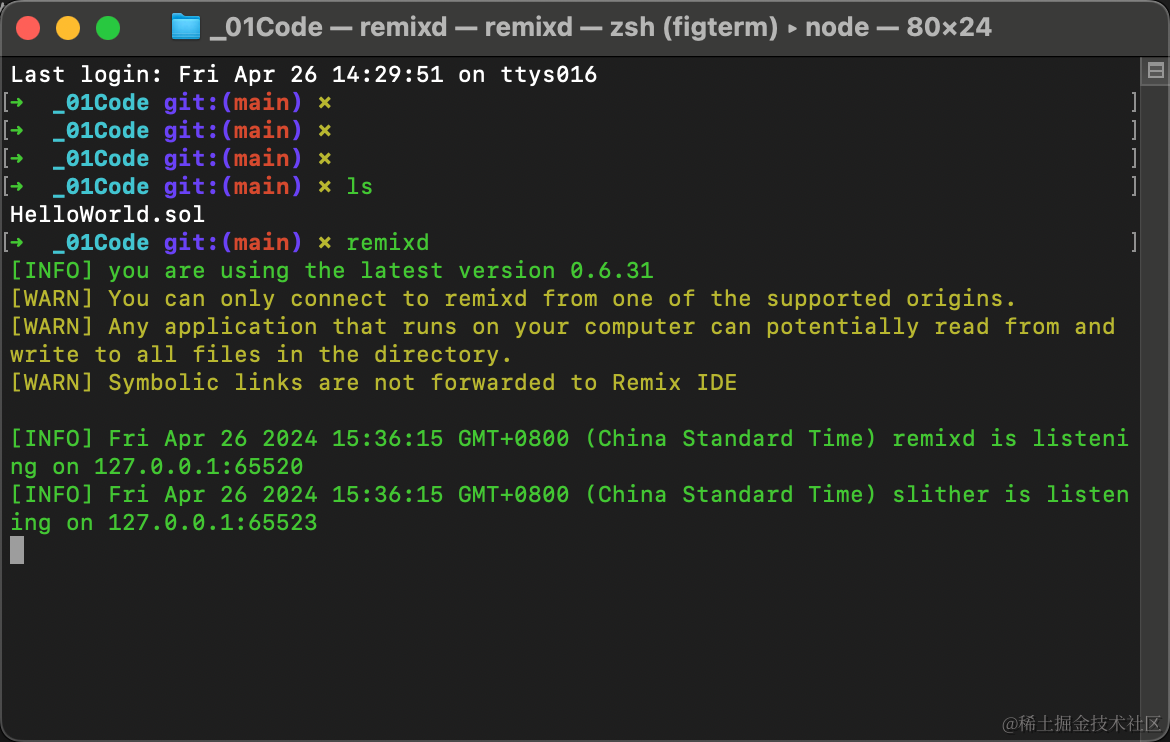 _01Code — remixd — remixd — zsh (figterm) ▸ node — 80×24
Last login: Fri Apr 26 14:29:51 on ttys016
[➜  _01Code git:(main) ✗ ]
[➜  _01Code git:(main) ✗ ]
[➜  _01Code git:(main) ✗ ]
[➜  _01Code git:(main) ✗ ls ]
HelloWorld.sol
[➜  _01Code git:(main) ✗ remixd ]
[INFO] you are using the latest version 0.6.31
[WARN] You can only connect to remixd from one of the supported origins.
[WARN] Any application that runs on your computer can potentially read from and
write to all files in the directory.
[WARN] Symbolic links are not forwarded to Remix IDE
[INFO] Fri Apr 26 2024 15:36:15 GMT+0800 (China Standard Time) remixd is listeni
ng on 127.0.0.1:65520
[INFO] Fri Apr 26 2024 15:36:15 GMT+0800 (China Standard Time) slither is listen
ing on 127.0.0.1:65523
@稀土掘金技术社区